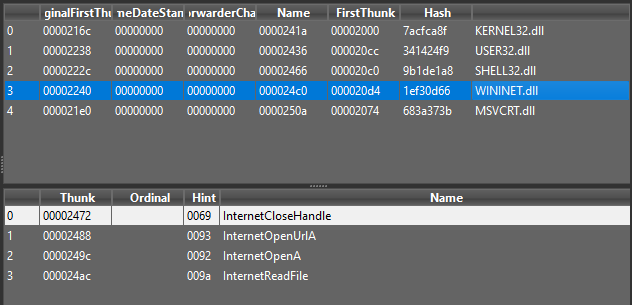 ginalFirstThu meDateStan orwarderCha Name FirstThunk Hash
0 0000216c 00000000 00000000 0000241a 00002000 7acfca8f KERNEL32.dll
1 00002238 00000000 00000000 00002436 000020cc 341424f9 USER32.dll
2 0000222c 00000000 00000000 00002466 000020c0 9b1de1a8 SHELL32.dll
3 00002240 00000000 00000000 000024c0 000020d4 1ef30d66 WININET.dll
4 000021e0 00000000 00000000 0000250a 00002074 683a373b MSVCRT.dll
Thunk Ordinal Hint Name
0 00002472 0069 InternetCloseHandle
1 00002488 0093 InternetOpenUrlA
2 0000249c 0092 InternetOpenA
3 000024ac 009a InternetReadFile